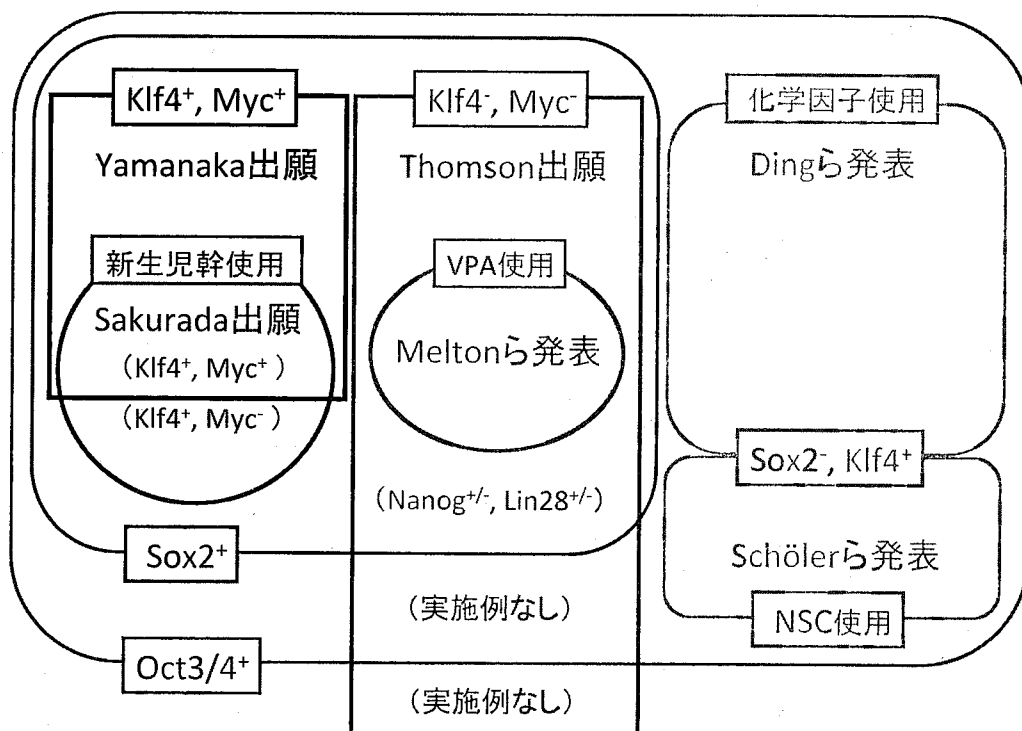 Klf4⁺, Myc⁺
Yamanaka出願
新生児幹使用
Sakurada出願
(Klf4⁺, Myc⁺)
(Klf4⁺, Myc⁻)
Sox2⁺
Oct3/4⁺
Klf4⁻, Myc⁻
Thomson出願
VPA使用
Meltonら発表
(Nanog⁺/⁻, Lin28⁺/⁻)
(実施例なし)
(実施例なし)
化学因子使用
Dingら発表
Sox2⁻, Klf4⁺
Schölerら発表
NSC使用